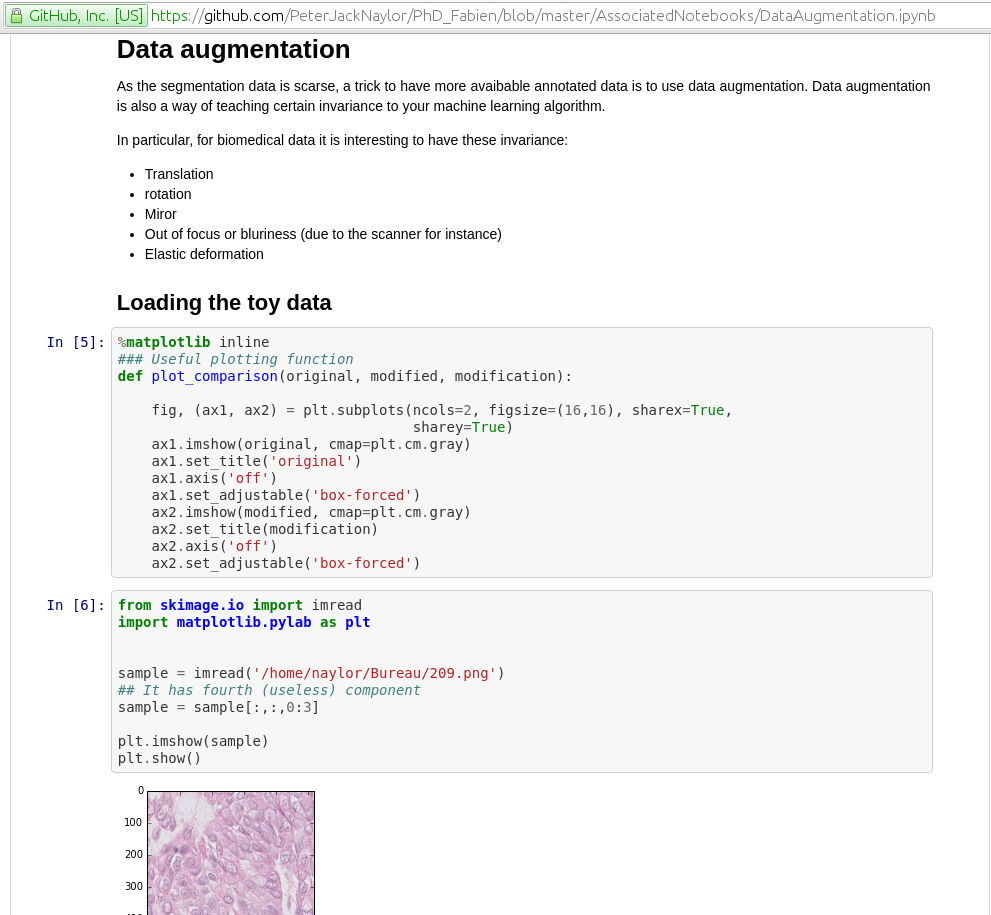 GitHub, Inc. [US] https://github.com/PeterJackNaylor/PhD_Fabien/blob/master/AssociatedNotebooks/DataAugmentation.ipynb
Data augmentation
As the segmentation data is scarse, a trick to have more avaibable annotated data is to use data augmentation. Data augmentation
is also a way of teaching certain invariance to your machine learning algorithm.
In particular, for biomedical data it is interesting to have these invariance:
• Translation
• rotation
• Miror
• Out of focus or bluriness (due to the scanner for instance)
• Elastic deformation
Loading the toy data
In [5]: %matplotlib inline
### Useful plotting function
def plot_comparison(original, modified, modification):
    fig, (ax1, ax2) = plt.subplots(ncols=2, figsize=(16,16), sharex=True,
                                   sharey=True)
    ax1.imshow(original, cmap=plt.cm.gray)
    ax1.set_title('original')
    ax1.axis('off')
    ax1.set_adjustable('box-forced')
    ax2.imshow(modified, cmap=plt.cm.gray)
    ax2.set_title(modification)
    ax2.axis('off')
    ax2.set_adjustable('box-forced')
In [6]: from skimage.io import imread
import matplotlib.pylab as plt
sample = imread('/home/naylor/Bureau/209.png')
## It has fourth (useless) component
sample = sample[:,:,0:3]
plt.imshow(sample)
plt.show()
0
100
200
300